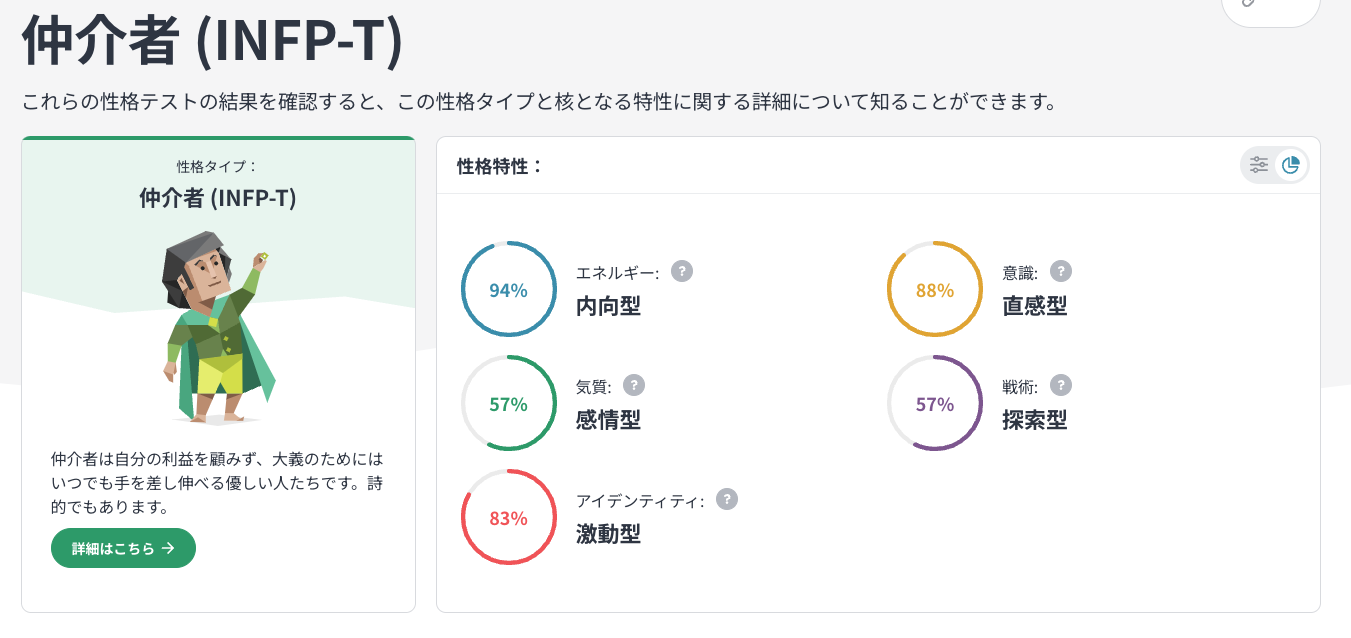 仲介者 (INFP-T)
これらの性格テストの結果を確認すると、この性格タイプと核となる特性に関する詳細について知ることができます。
性格タイプ：
仲介者 (INFP-T)
仲介者は自分の利益を顧みず、大義のためには
いつでも手を差し伸べる優しい人たちです。詩
的でもあります。
詳細はこちら →
性格特性：
94%
エネルギー: ?
内向型
88%
意識: ?
直感型
57%
気質: ?
感情型
57%
戦術: ?
探索型
83%
アイデンティティ: ?
激動型